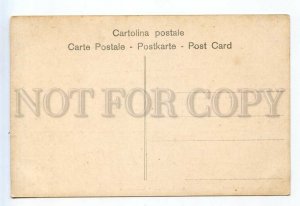 Cartolina postale
Carte Postale - Postkarte - Post Card
NOT FOR COPY